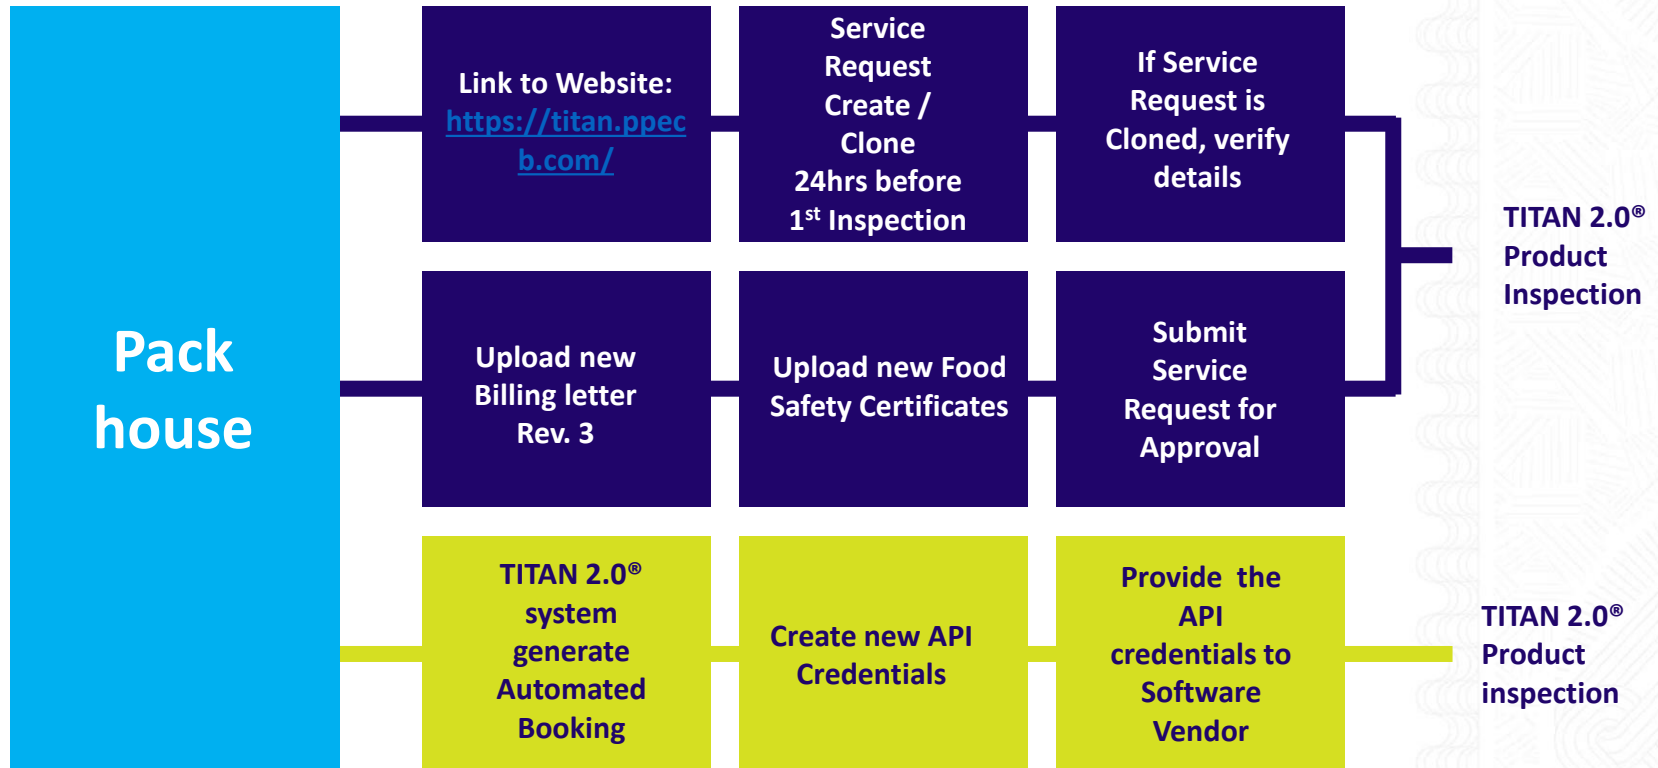 Pack
house
Link to Website:
https://titan.ppec
b.com/
Service
Request
Create /
Clone
24hrs before
1st Inspection
If Service
Request is
Cloned, verify
details
Upload new
Billing letter
Rev. 3
Upload new Food
Safety Certificates
Submit
Service
Request for
Approval
TITAN 2.0®
Product
Inspection
TITAN 2.0®
system
generate
Automated
Booking
Create new API
Credentials
Provide the
API
credentials to
Software
Vendor
TITAN 2.0®
Product
inspection